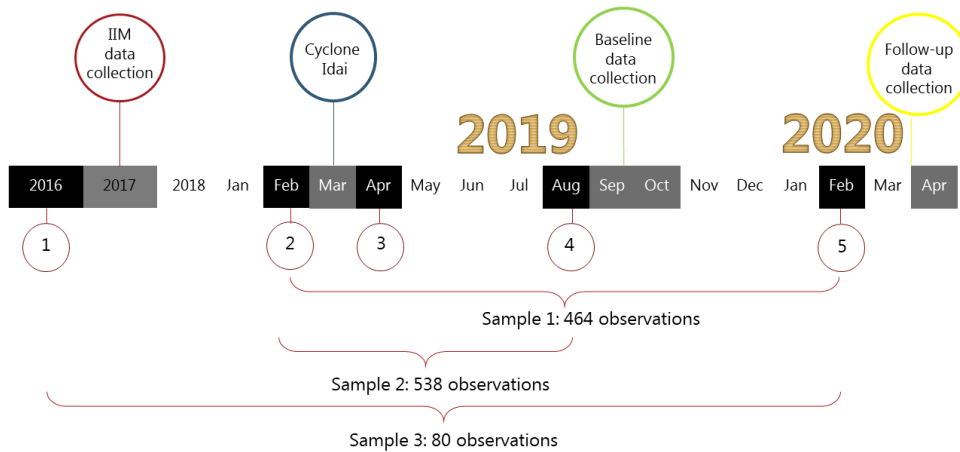 IIM
data
collection
Cyclone
Idai
Baseline
data
collection
Follow-up
data
collection
2019
2020
2016 2017 2018 Jan Feb Mar Apr May Jun Jul Aug Sep Oct Nov Dec Jan Feb Mar Apr
1 2 3 4 5
Sample 1: 464 observations
Sample 2: 538 observations
Sample 3: 80 observations